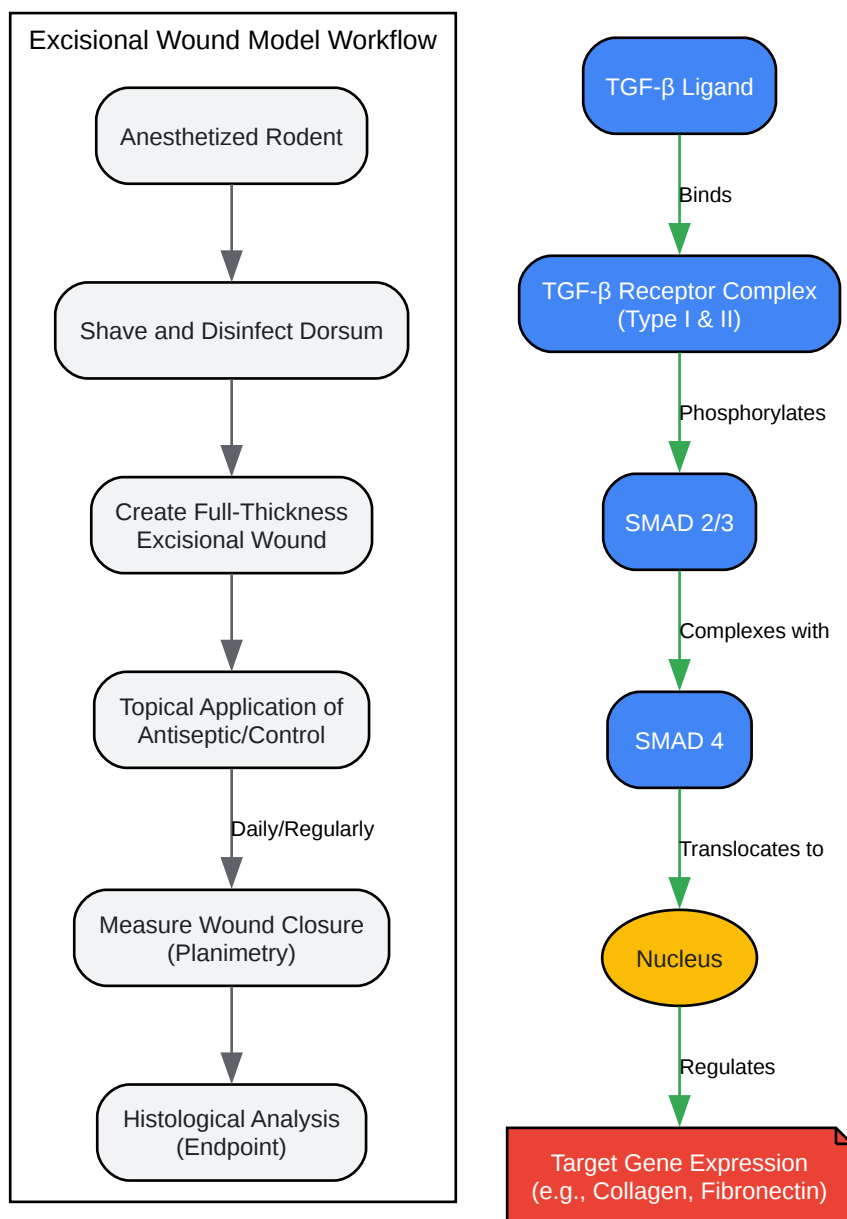 Excisional Wound Model Workflow
Anesthetized Rodent
Shave and Disinfect Dorsum
Create Full-Thickness
Excisional Wound
Topical Application of
Antiseptic/Control
Daily/Regularly
Measure Wound Closure
(Planimetry)
Histological Analysis
(Endpoint)
TGF-β Ligand
Binds
TGF-β Receptor Complex
(Type I & II)
Phosphorylates
SMAD 2/3
Complexes with
SMAD 4
Translocates to
Nucleus
Regulates
Target Gene Expression
(e.g., Collagen, Fibronectin)